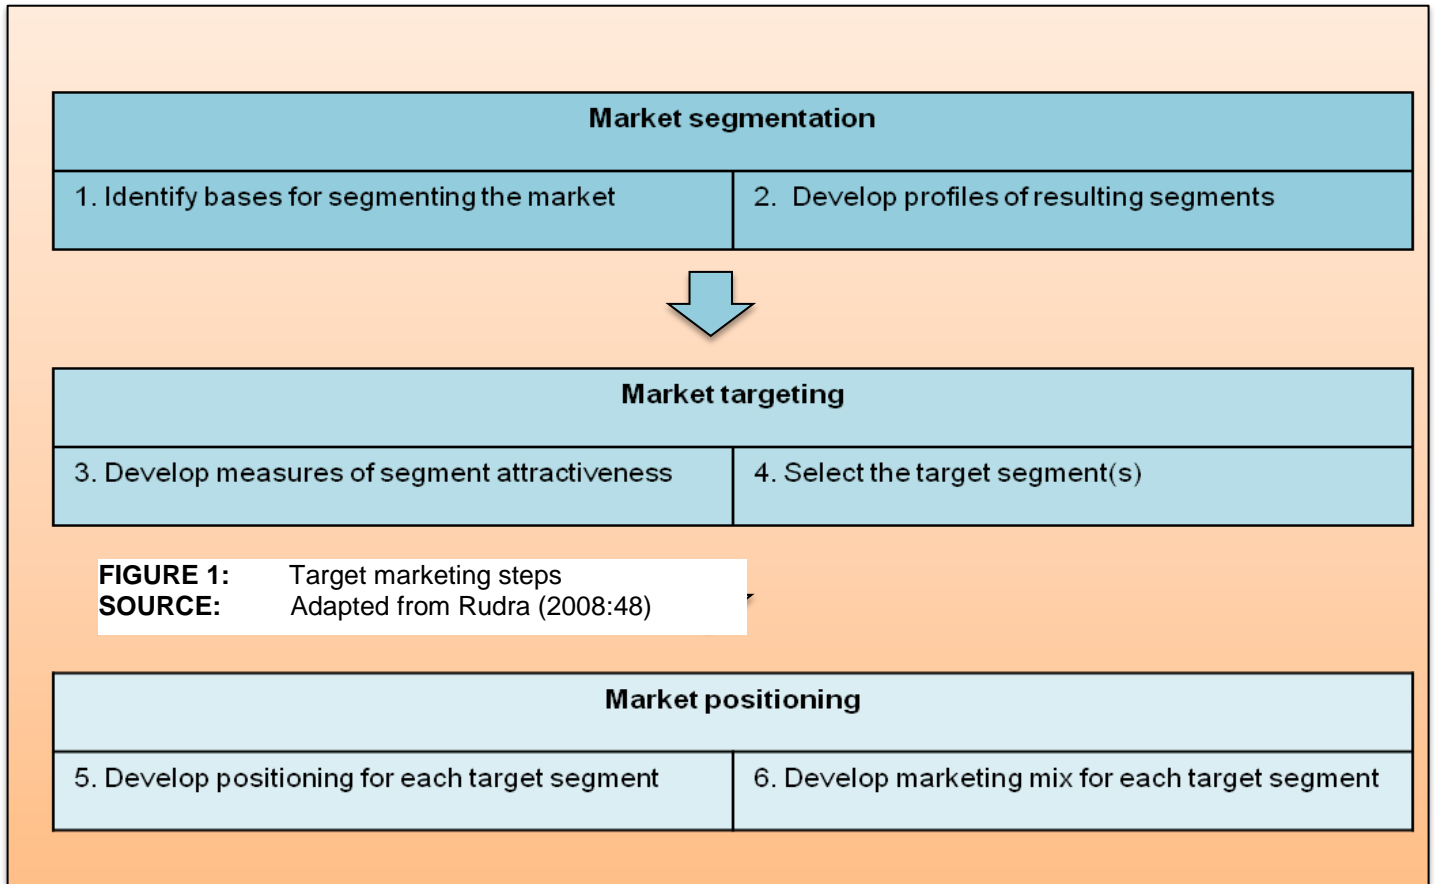 Market segmentation
1. Identify bases for segmenting the market
2. Develop profiles of resulting segments
Market targeting
3. Develop measures of segment attractiveness
4. Select the target segment(s)
FIGURE 1: Target marketing steps
SOURCE: Adapted from Rudra (2008:48)
Market positioning
5. Develop positioning for each target segment
6. Develop marketing mix for each target segment